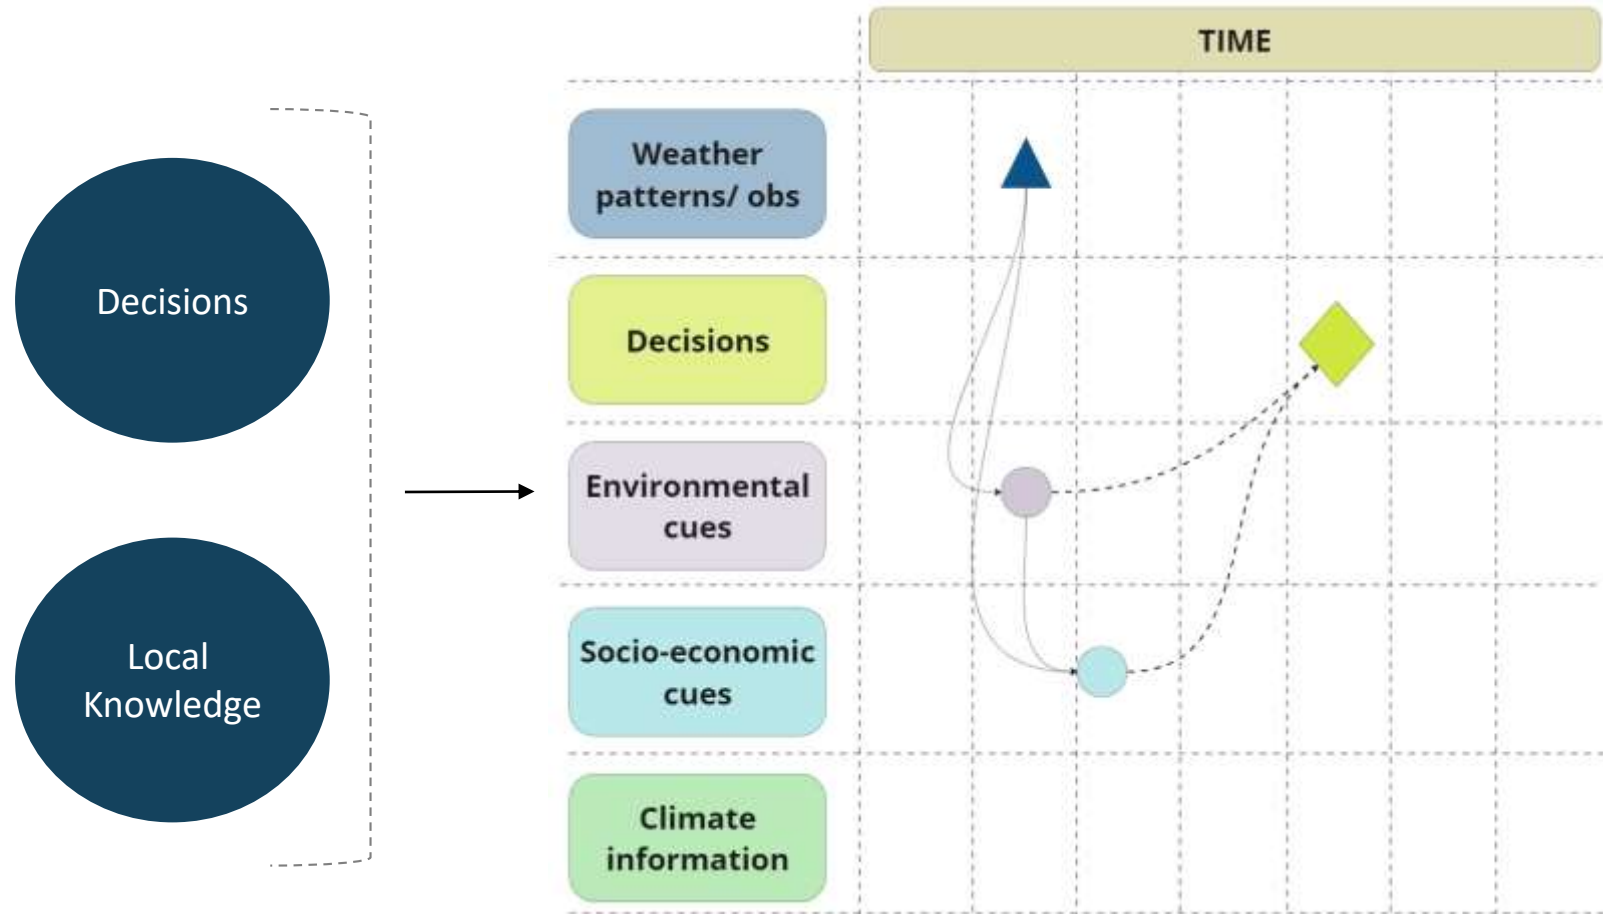 TIME
Decisions
Local
Knowledge
Weather
patterns/ obs
Decisions
Environmental
cues
Socio-economic
cues
Climate
information